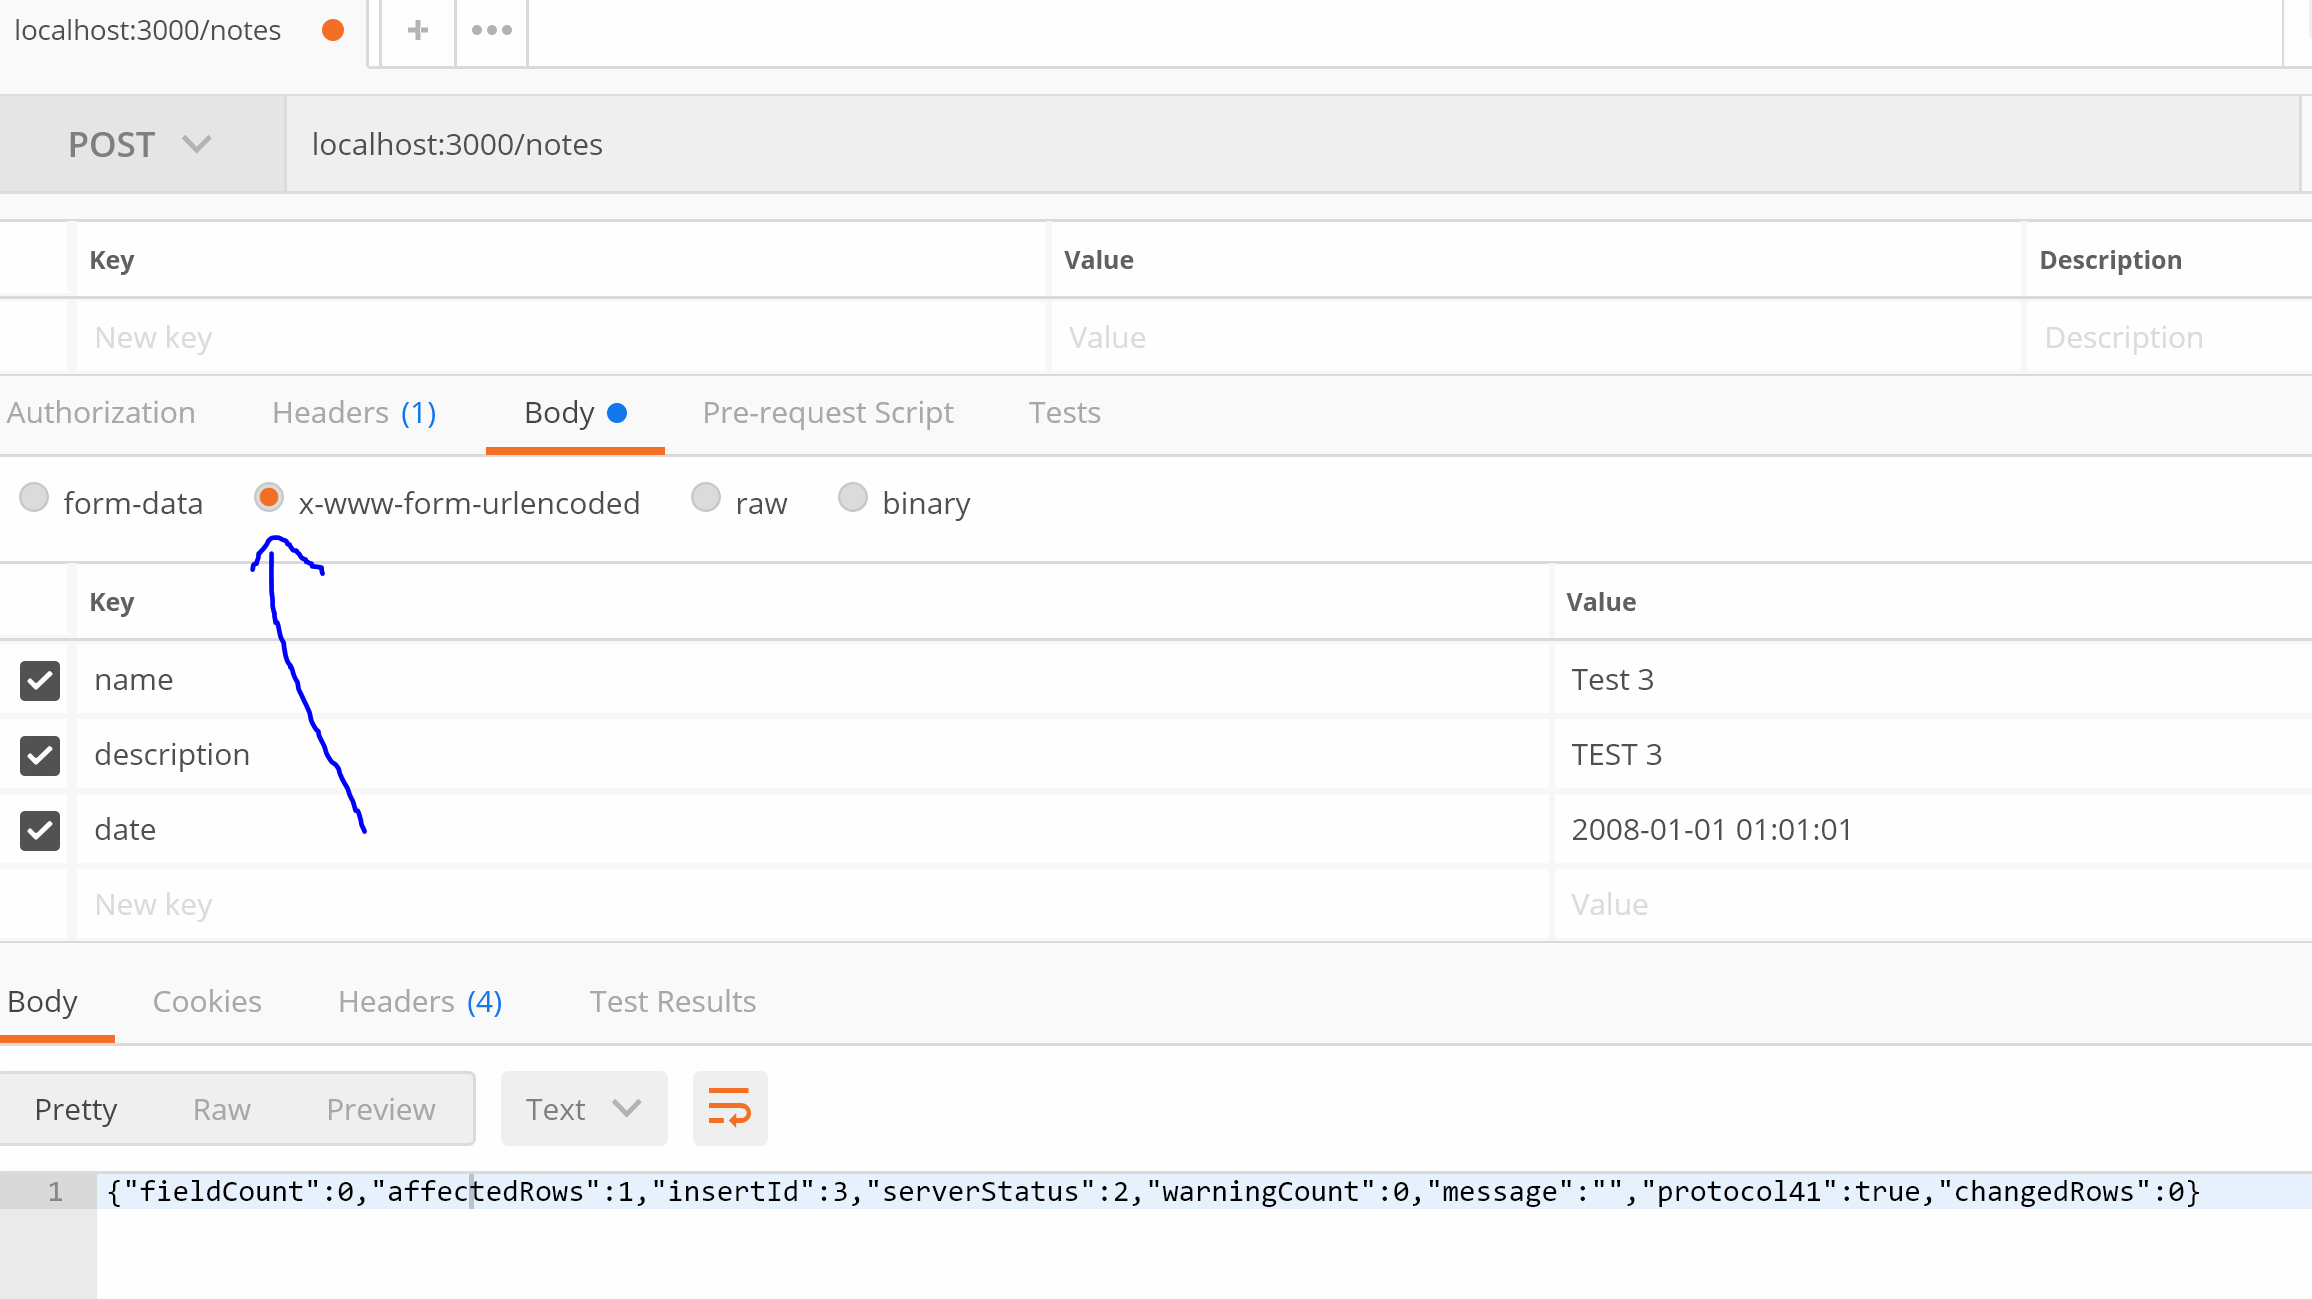 localhost:3000/notes
POST localhost:3000/notes
Key Value Description
New key Value Description
Authorization Headers (1) Body Pre-request Script Tests
form-data x-www-form-urlencoded raw binary
Key Value
name Test 3
description TEST 3
date 2008-01-01 01:01:01
New key Value
Body Cookies Headers (4) Test Results
Pretty Raw Preview Text
1 {"fieldCount":0,"affectedRows":1,"insertId":3,"serverStatus":2,"warningCount":0,"message":"","protocol41":true,"changedRows":0}